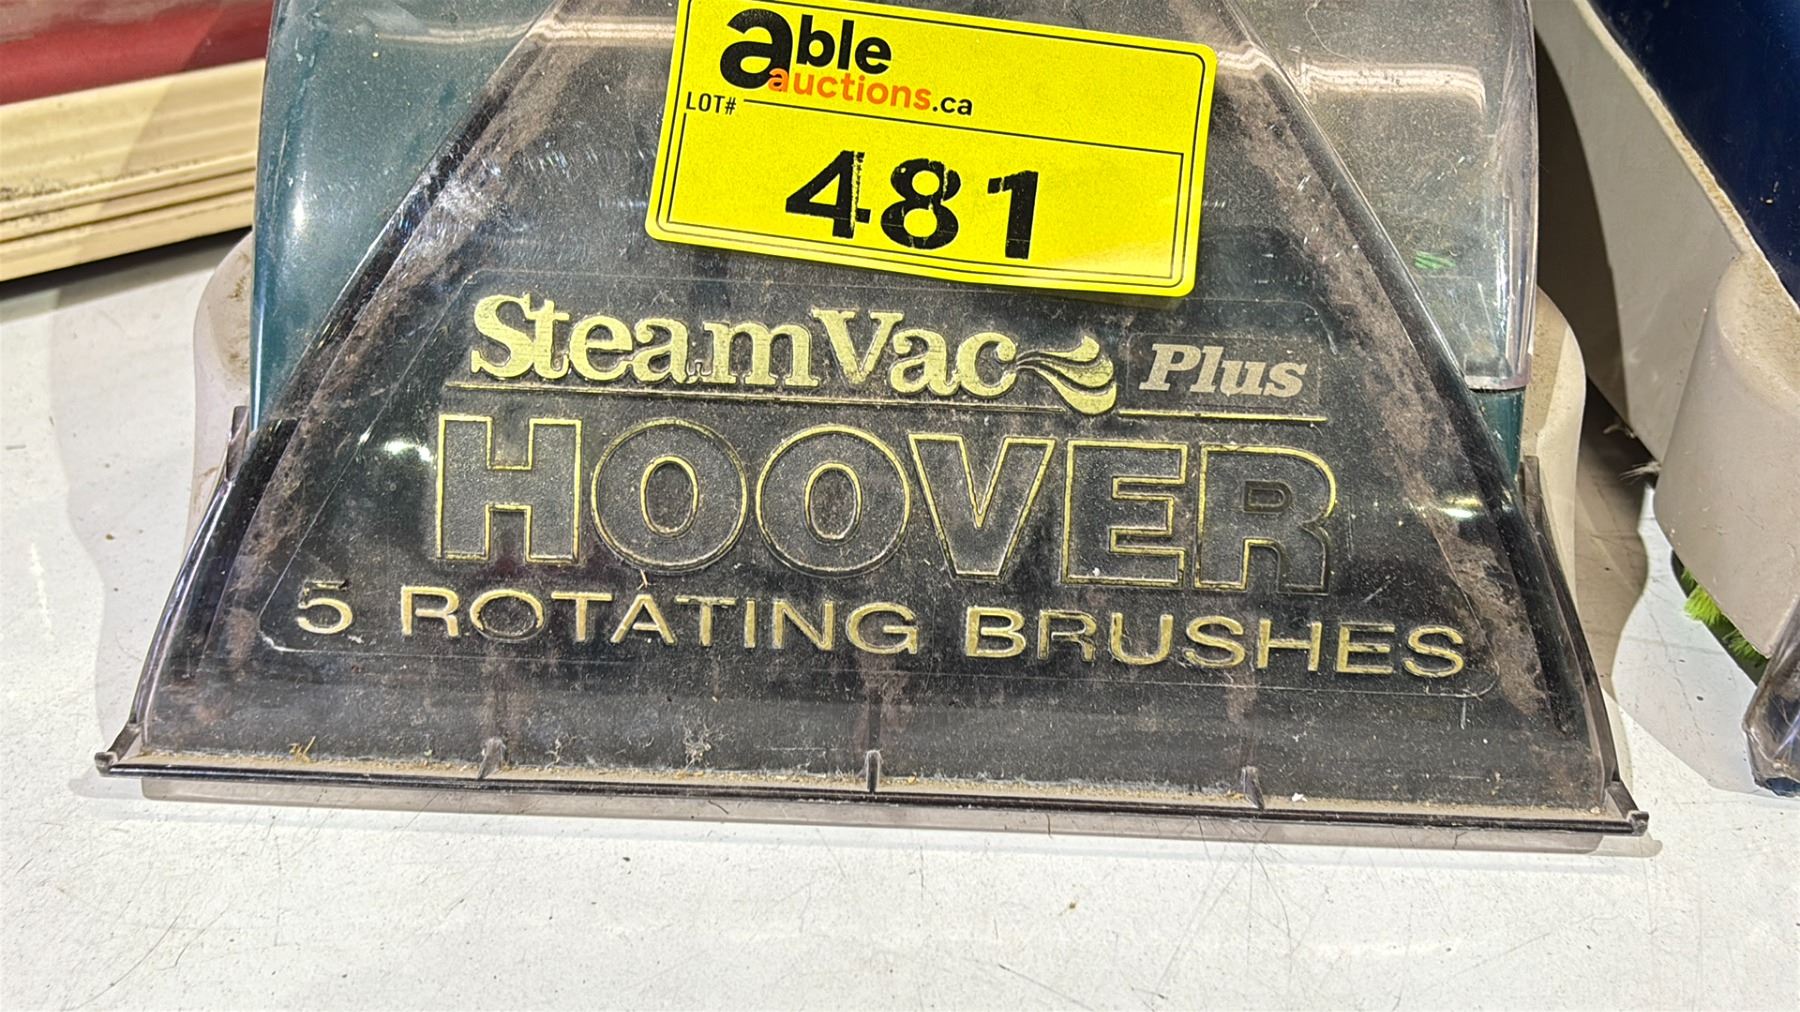 able
auctions.ca
LOT#
481
SteamVac Plus
HOOVER
5 ROTATING BRUSHES